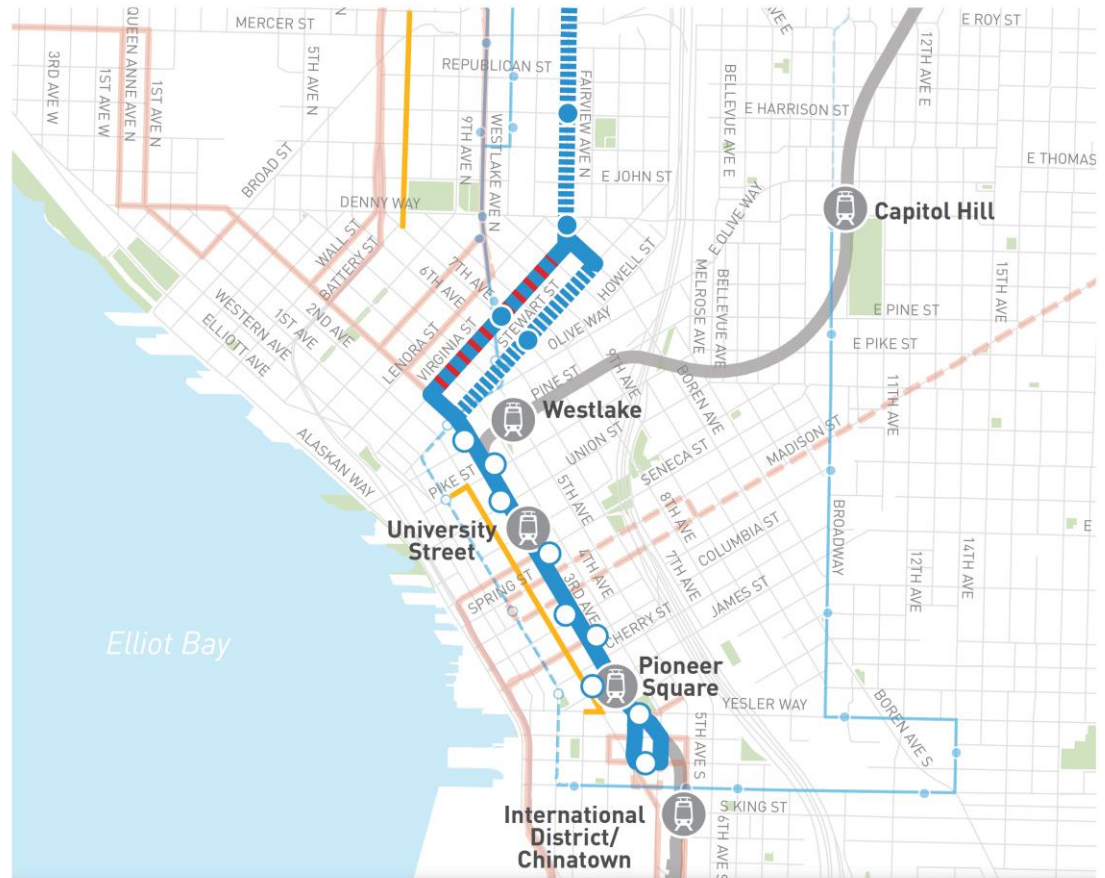 MERCER ST
N
QUEEN ANNE AVE N
3RD AVE W
1ST AVE W
1ST AVE N
5TH AVE N
REPUBLICAN ST
9TH AVE N
WESTLAKE AVE N
FAIRVIEW AVE N
AVE E
BELLEVUE AVE E
E ROY ST
12TH AVE E
E HARRISON ST
E THOMAS
BROAD ST
DENNY WAY
E JOHN ST
E OLIVE WAY
Capitol Hill
WALL ST
BATTERY ST
7TH AVE
6TH AVE
HOWELL ST
MELROSE AVE
BELLEVUE AVE
15TH AVE
WESTERN AVE
1ST AVE
2ND AVE
ELLIOTT AVE
STEWART ST
OLIVE WAY
E PINE ST
LENORA ST
VIRGINIA ST
E PIKE ST
PINE ST
9TH AVE
BOREN AVE
11TH AVE
Westlake
UNION ST
MADISON ST
ALASKAN WAY
PIKE ST
SENECA ST
5TH AVE
8TH AVE
BROADWAY
University
Street
COLUMBIA ST
E
4TH AVE
7TH AVE
12TH AVE
14TH AVE
SPRING ST
3RD AVE
JAMES ST
CHERRY ST
Elliot Bay
Pioneer
Square
YESLER WAY
BOREN AVE S
5TH AVE S
S KING ST
International
District/
Chinatown
6TH AVE S